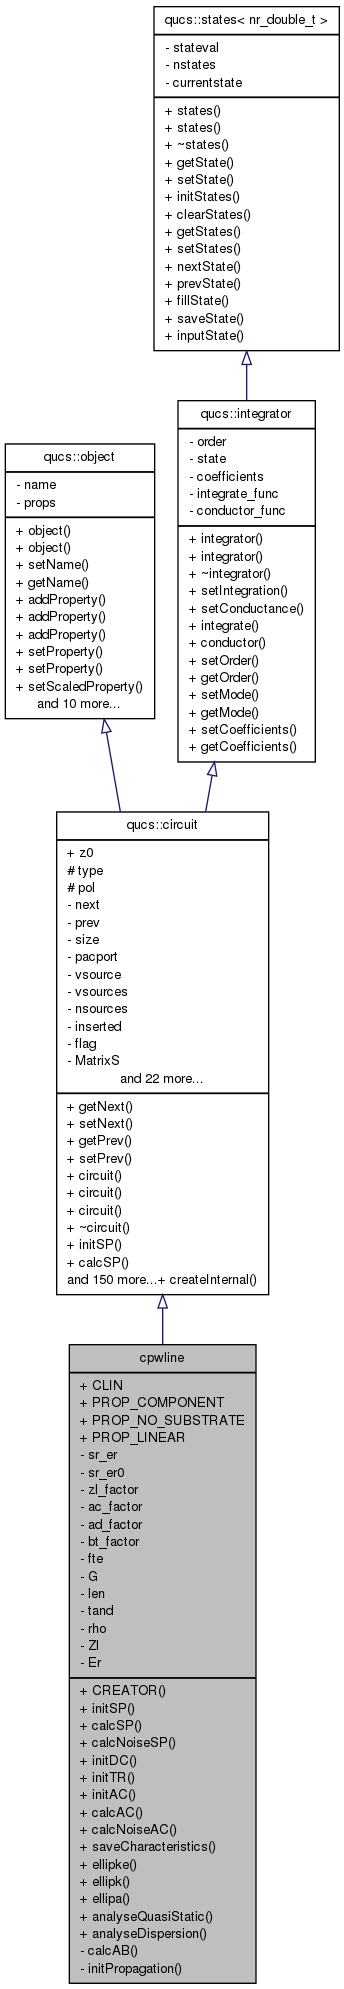 qucs::states< nr_double_t >
- stateval
- nstates
- currentstate
+ states()
+ states()
+ ~states()
+ getState()
+ setState()
+ initStates()
+ clearStates()
+ getStates()
+ setStates()
+ nextState()
+ prevState()
+ fillState()
+ saveState()
+ inputState()
qucs::integrator
- order
- state
- coefficients
- integrate_func
- conductor_func
+ integrator()
+ integrator()
+ ~integrator()
+ setIntegration()
+ setConductance()
+ integrate()
+ conductor()
+ setOrder()
+ getOrder()
+ setMode()
+ getMode()
+ setCoefficients()
+ getCoefficients()
qucs::object
- name
- props
+ object()
+ object()
+ setName()
+ getName()
+ addProperty()
+ addProperty()
+ addProperty()
+ setProperty()
+ setProperty()
+ setScaledProperty()
and 10 more...
qucs::circuit
+ z0
# type
# pol
- next
- prev
- size
- pacport
- vsource
- vsources
- nsources
- inserted
- flag
- MatrixS
and 22 more...
+ getNext()
+ setNext()
+ getPrev()
+ setPrev()
+ circuit()
+ circuit()
+ circuit()
+ ~circuit()
+ initSP()
+ calcSP()
and 150 more...+ createInternal()
cpwline
+ CLIN
+ PROP_COMPONENT
+ PROP_NO_SUBSTRATE
+ PROP_LINEAR
- sr_er
- sr_er0
- zl_factor
- ac_factor
- ad_factor
- bt_factor
- fte
- G
- len
- tand
- rho
- Zl
- Er
+ CREATOR()
+ initSP()
+ calcSP()
+ calcNoiseSP()
+ initDC()
+ initTR()
+ initAC()
+ calcAC()
+ calcNoiseAC()
+ saveCharacteristics()
+ ellipke()
+ ellipk()
+ ellipa()
+ analyseQuasiStatic()
+ analyseDispersion()
- calcAB()
- initPropagation()